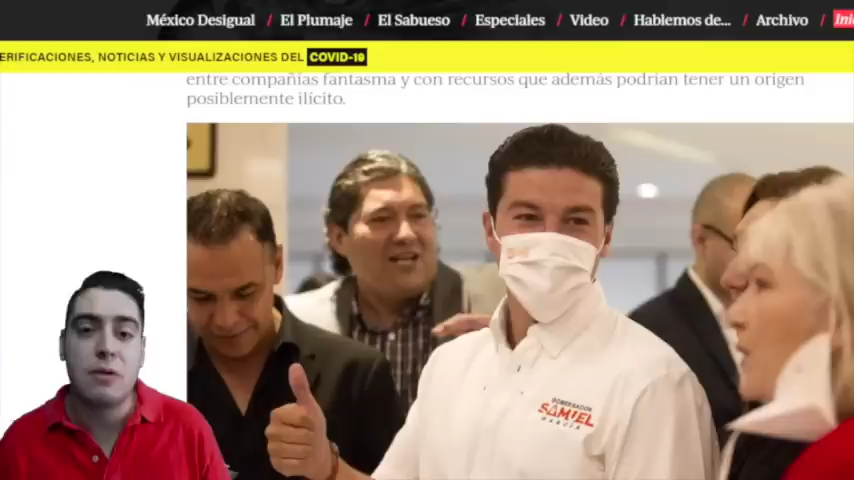 México Desigual / El Plumaje / El Sabueso / Especiales / Video / Hablemos de... / Archivo / Inic
ERIFICACIONES, NOTICIAS Y VISUALIZACIONES DEL COVID-19
entre compañías fantasma y con recursos que además podrían tener un origen
posiblemente ilícito.
GOBERNADOR
SAMUEL
GARCÍA